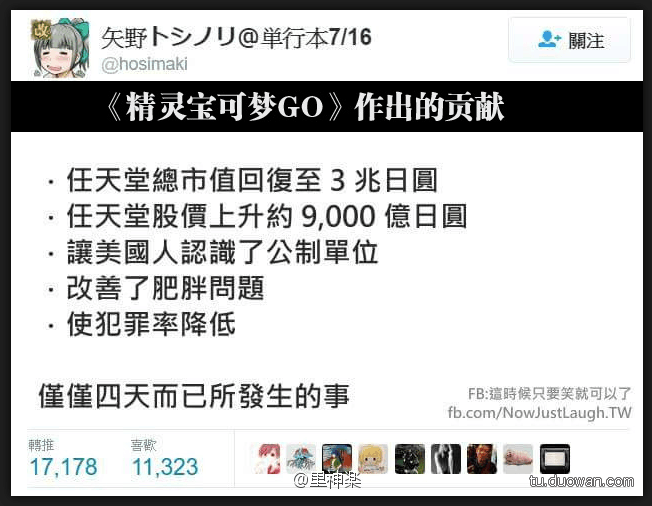 矢野トシノリ@単行本7/16
關注
@hosimaki
《精灵宝可梦GO》作出的贡献
· 任天堂總市值回復至 3 兆日圓
· 任天堂股價上升約 9,000 億日圓
· 讓美國人認識了公制單位
· 改善了肥胖問題
· 使犯罪率降低
僅僅四天而已所發生的事
FB:這時候只要笑就可以了
fb.com/NowJustLaugh.TW
轉推
喜歡
17,178
11,323
@里神楽
tu.duowan.com